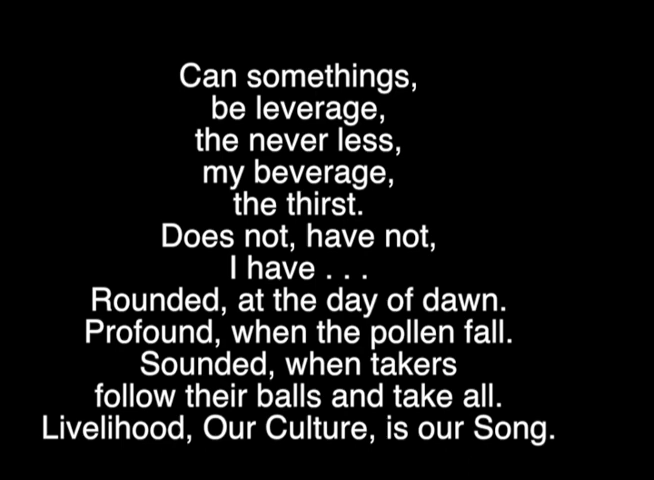 Can somethings,
be leverage,
the never less,
my beverage,
the thirst.
Does not, have not,
I have . . .
Rounded, at the day of dawn.
Profound, when the pollen fall.
Sounded, when takers
follow their balls and take all.
Livelihood, Our Culture, is our Song.